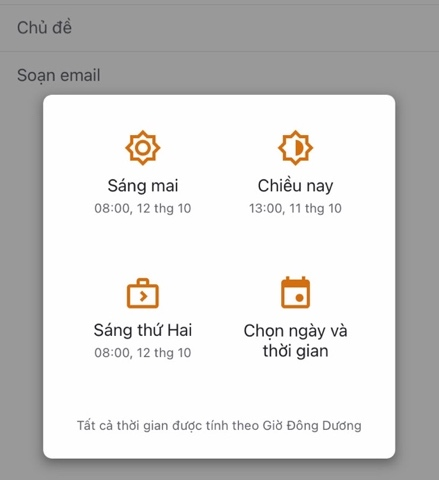 Chủ đề
Soạn email
Sáng mai
08:00, 12 thg 10
Chiều nay
13:00, 11 thg 10
Sáng thứ Hai
08:00, 12 thg 10
Chọn ngày và
thời gian
Tất cả thời gian được tính theo Giờ Đông Dương